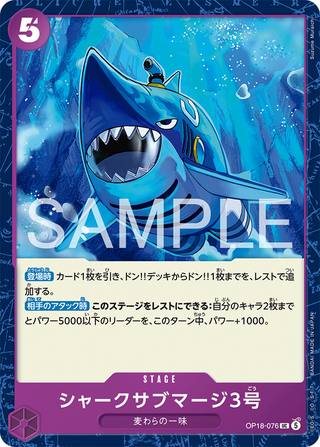 5
SAMPLE
登場時 カード1枚を引き、ドン!!デッキからドン!!1枚までを、レストで追
加する。
相手のアタック時 このステージをレストにできる:自分のキャラ2枚まで
とパワー5000以下のリーダーを、このターン中、パワー+1000。
STAGE
シャークサブマージ3号
麦わらの一味
OP18-076 UC 5